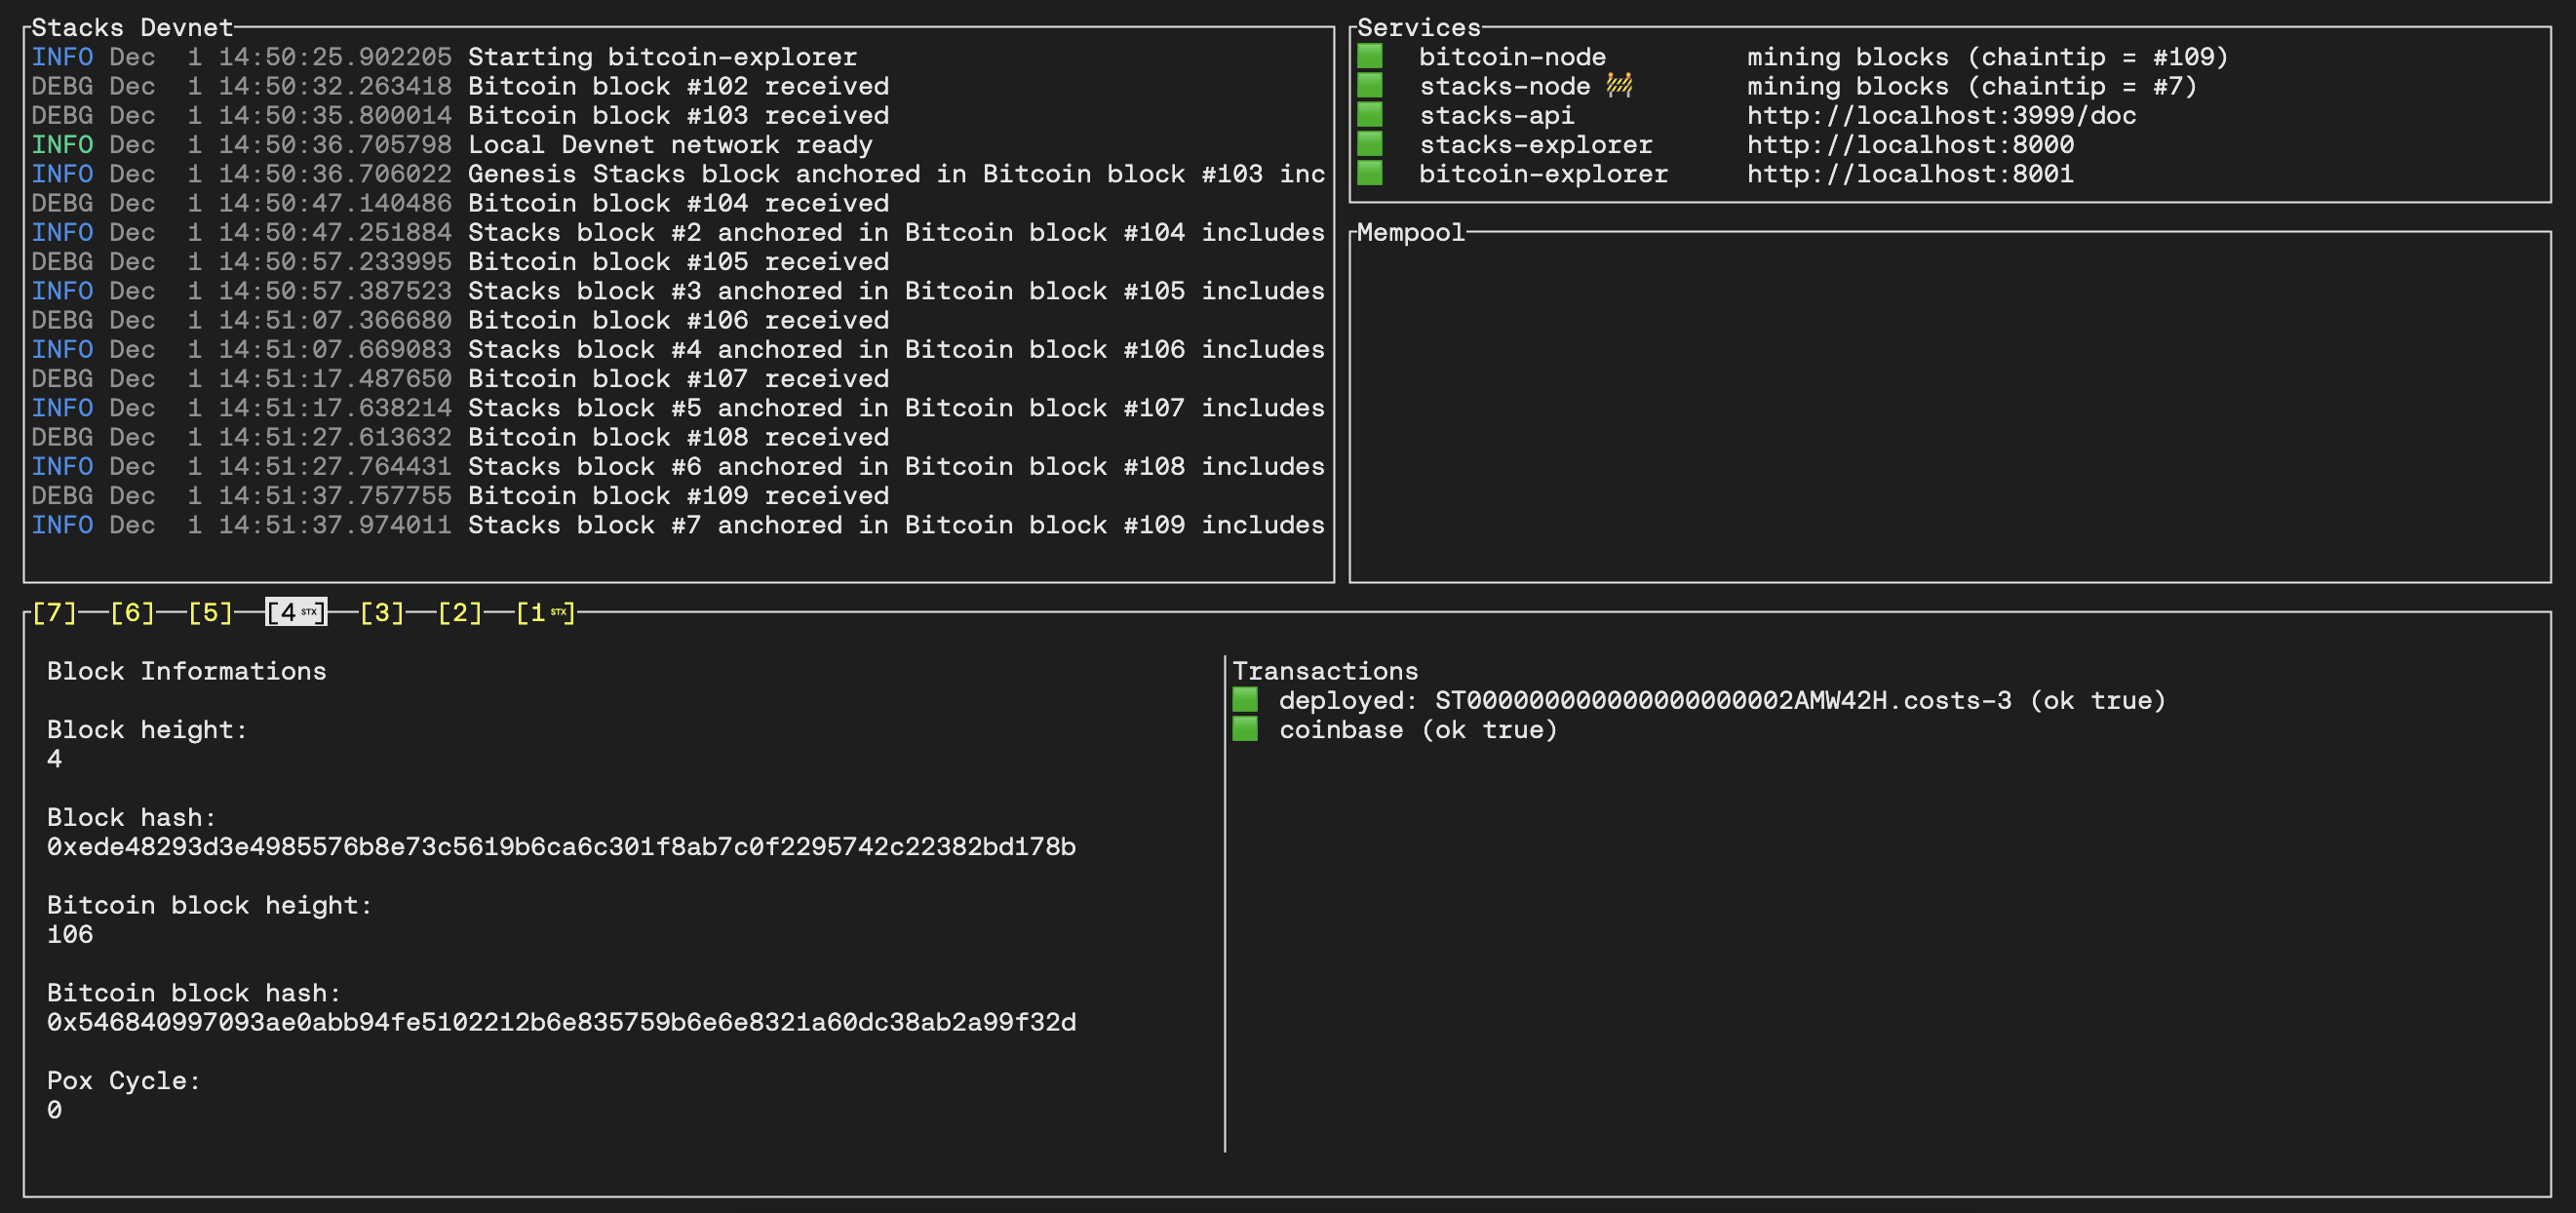 Stacks Devnet
INFO Dec  1 14:50:25.902205 Starting bitcoin-explorer
DEBG Dec  1 14:50:32.263418 Bitcoin block #102 received
DEBG Dec  1 14:50:35.800014 Bitcoin block #103 received
INFO Dec  1 14:50:36.705798 Local Devnet network ready
INFO Dec  1 14:50:36.706022 Genesis Stacks block anchored in Bitcoin block #103 inc
DEBG Dec  1 14:50:47.140486 Bitcoin block #104 received
INFO Dec  1 14:50:47.251884 Stacks block #2 anchored in Bitcoin block #104 includes
DEBG Dec  1 14:50:57.233995 Bitcoin block #105 received
INFO Dec  1 14:50:57.387523 Stacks block #3 anchored in Bitcoin block #105 includes
DEBG Dec  1 14:51:07.366680 Bitcoin block #106 received
INFO Dec  1 14:51:07.669083 Stacks block #4 anchored in Bitcoin block #106 includes
DEBG Dec  1 14:51:17.487650 Bitcoin block #107 received
INFO Dec  1 14:51:17.638214 Stacks block #5 anchored in Bitcoin block #107 includes
DEBG Dec  1 14:51:27.613632 Bitcoin block #108 received
INFO Dec  1 14:51:27.764431 Stacks block #6 anchored in Bitcoin block #108 includes
DEBG Dec  1 14:51:37.757755 Bitcoin block #109 received
INFO Dec  1 14:51:37.974011 Stacks block #7 anchored in Bitcoin block #109 includes
Services
bitcoin-node mining blocks (chaintip = #109)
stacks-node 🚧 mining blocks (chaintip = #7)
stacks-api http://localhost:3999/doc
stacks-explorer http://localhost:8000
bitcoin-explorer http://localhost:8001
Mempool
[7] [6] [5] [4 STX] [3] [2] [1 STX]
Block Informations
Block height:
4
Block hash:
0xede48293d3e4985576b8e73c5619b6ca6c301f8ab7c0f2295742c22382bd178b
Bitcoin block height:
106
Bitcoin block hash:
0x546840997093ae0abb94fe5102212b6e835759b6e6e8321a60dc38ab2a99f32d
Pox Cycle:
0
Transactions
deployed: ST000000000000000000002AMW42H.costs-3 (ok true)
coinbase (ok true)